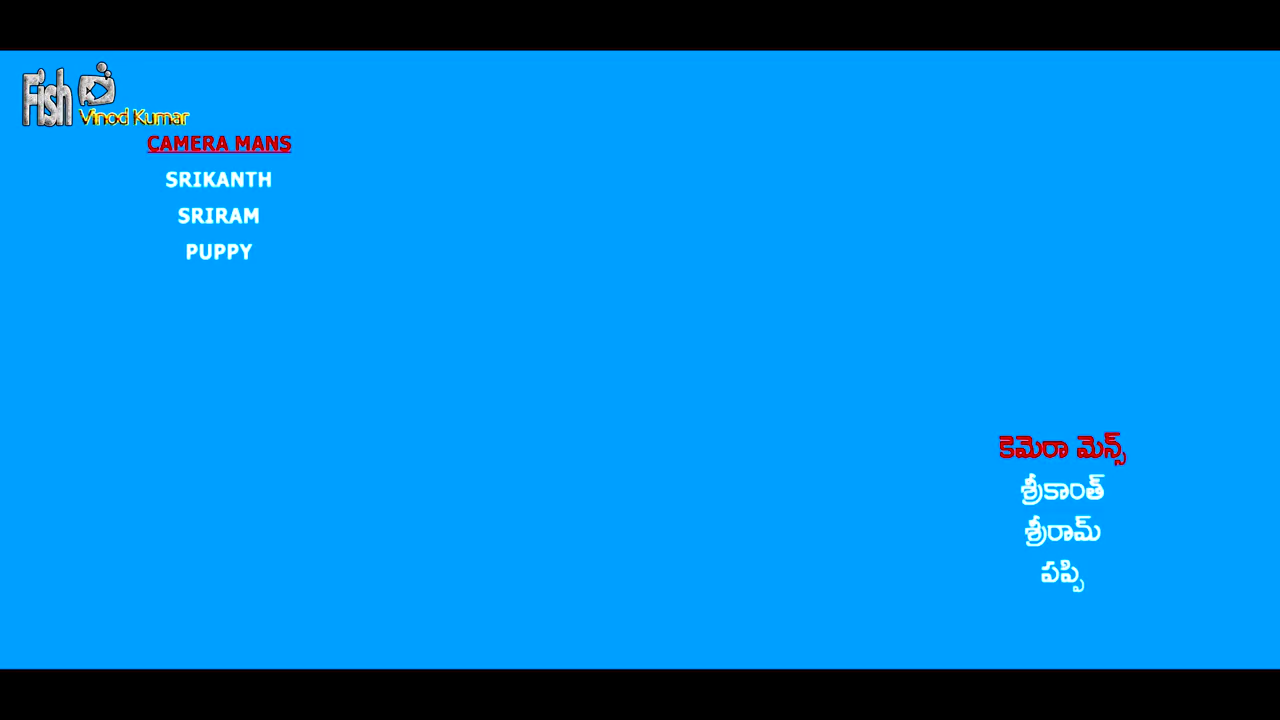 Fish
Vinod Kumar
CAMERA MANS
SRIKANTH
SRIRAM
PUPPY
కెమెరా మెన్స్
శ్రీకాంత్
శ్రీరామ్
పప్పి